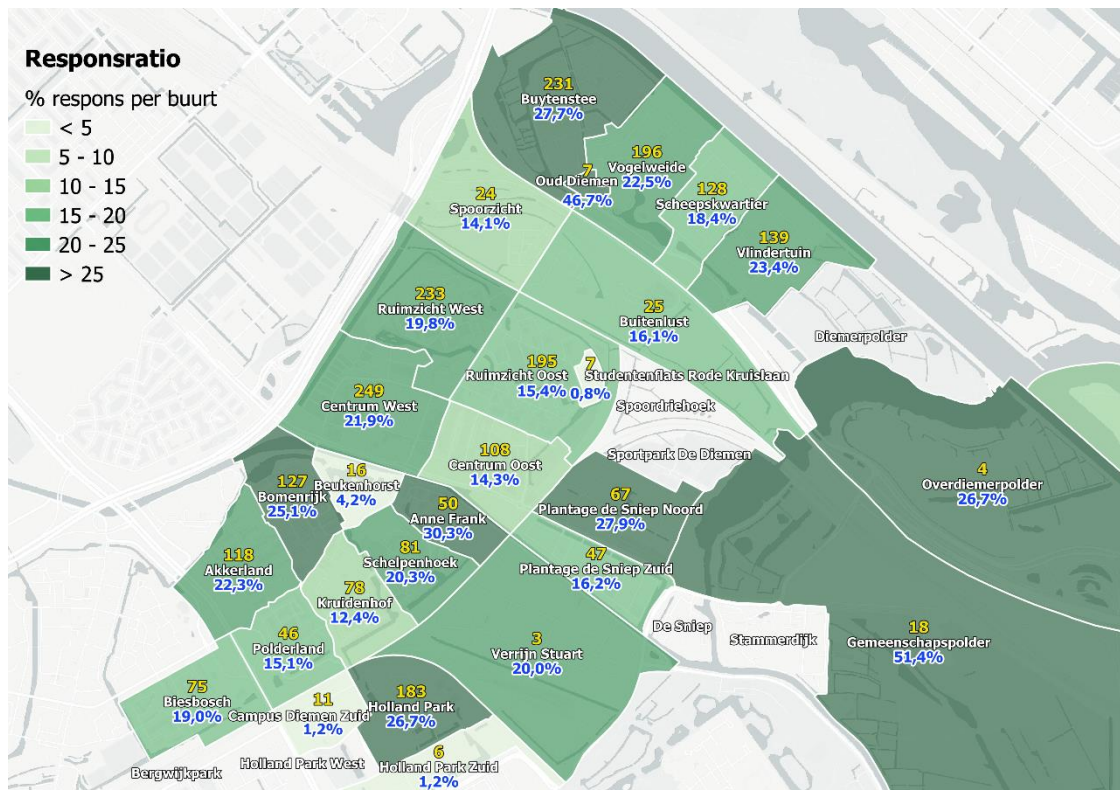 Responsratio
% respons per buurt
< 5
5 - 10
10 - 15
15 - 20
20 - 25
> 25
231
Buytenstee
27,7%
7
Oud Diemen
46,7%
196
Vogelweide
22,5%
128
Scheepskwartier
18,4%
139
Vlindertuin
23,4%
24
Spoorzicht
14,1%
233
Ruimzicht West
19,8%
25
Buitenlust
16,1%
Diemerpolder
195
Ruimzicht Oost
15,4%
7
Studentenflats Rode Kruislaan
0,8%
Spoordriehoek
249
Centrum West
21,9%
108
Centrum Oost
14,3%
Sportpark De Diemen
4
Overdiemerpolder
26,7%
127
Bomenrijk
25,1%
16
Beukenhorst
4,2%
50
Anne Frank
30,3%
67
Plantage de Sniep Noord
27,9%
118
Akkerland
22,3%
81
Schelpenhoek
20,3%
47
Plantage de Sniep Zuid
16,2%
78
Kruidenhof
12,4%
46
Polderland
15,1%
3
Verrijn Stuart
20,0%
De Sniep
Stammerdijk
18
Gemeenschapspolder
51,4%
75
Biesbosch
19,0%
11
Campus Diemen Zuid
1,2%
183
Holland Park
26,7%
Bergwijkpark
Holland Park West
6
Holland Park Zuid
1,2%